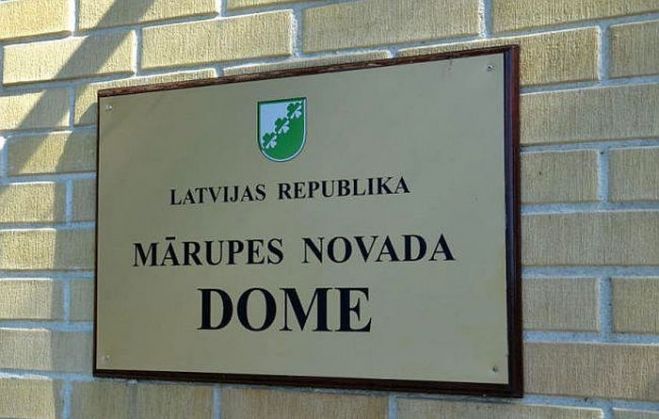 LATVIJAS REPUBLIKA
MĀRUPES NOVADA
DOME